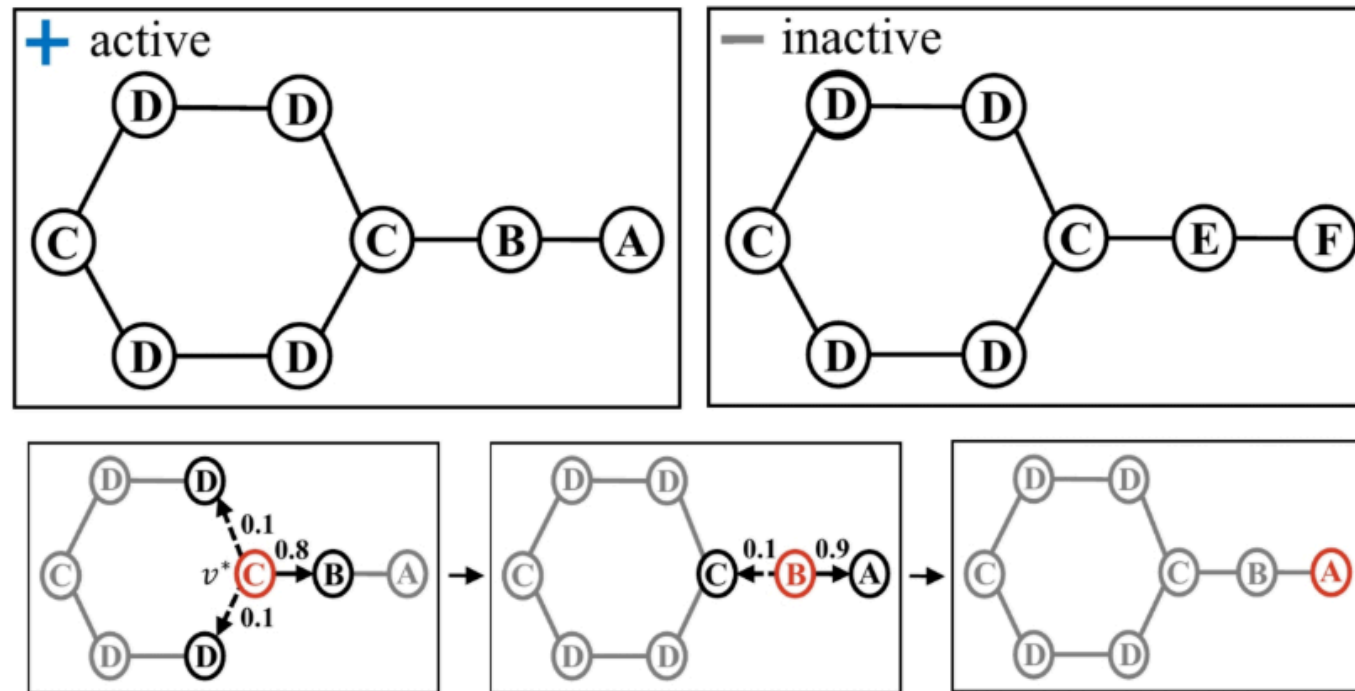 + active
D D
C C B A
D D
− inactive
D D
C C E F
D D
D D
0.1
0.8
C v* C B A
0.1
D D
D D
0.1 0.9
C C B A
D D
D D
C C B A
D D